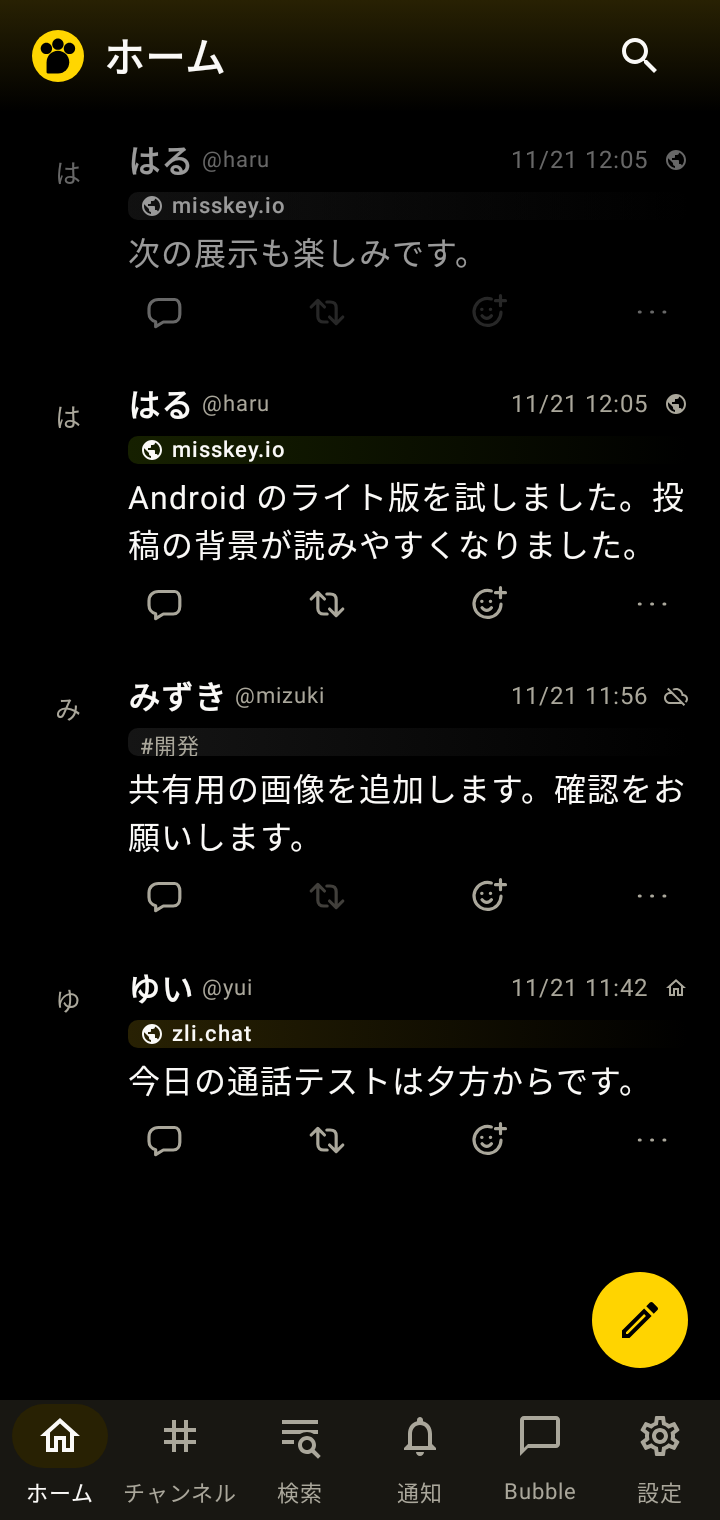 ホーム
は はる @haru 11/21 12:05
misskey.io
次の展示も楽しみです。
は はる @haru 11/21 12:05
misskey.io
Android のライト版を試しました。投
稿の背景が読みやすくなりました。
み みずき @mizuki 11/21 11:56
#開発
共有用の画像を追加します。確認をお
願いします。
ゆ ゆい @yui 11/21 11:42
zli.chat
今日の通話テストは夕方からです。
ホーム チャンネル 検索 通知 Bubble 設定